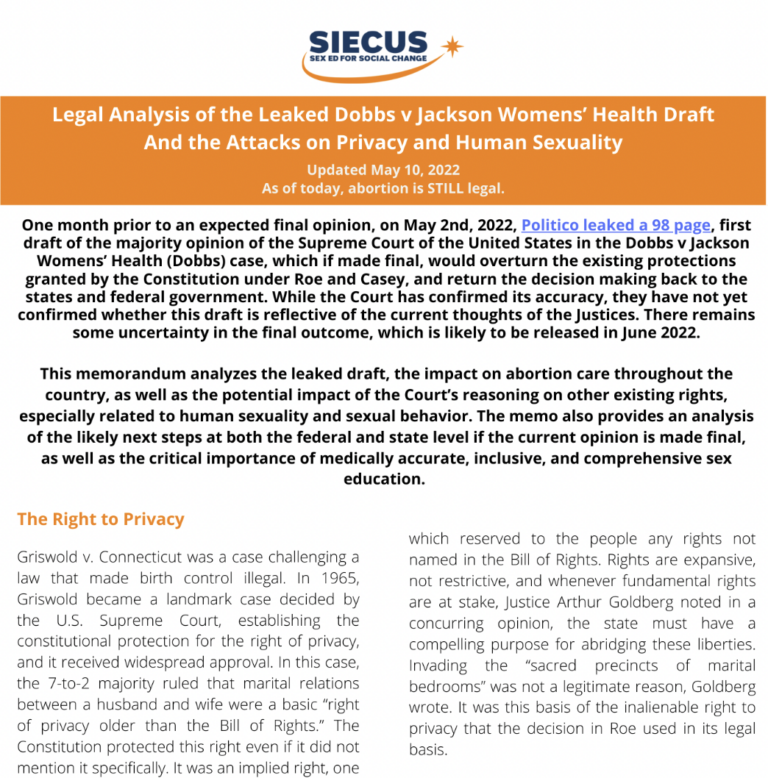 SIECUS
SEX ED FOR SOCIAL CHANGE
Legal Analysis of the Leaked Dobbs v Jackson Womens' Health Draft
And the Attacks on Privacy and Human Sexuality
Updated May 10, 2022
As of today, abortion is STILL legal.
One month prior to an expected final opinion, on May 2nd, 2022, Politico leaked a 98 page, first
draft of the majority opinion of the Supreme Court of the United States in the Dobbs v Jackson
Womens' Health (Dobbs) case, which if made final, would overturn the existing protections
granted by the Constitution under Roe and Casey, and return the decision making back to the
states and federal government. While the Court has confirmed its accuracy, they have not yet
confirmed whether this draft is reflective of the current thoughts of the Justices. There remains
some uncertainty in the final outcome, which is likely to be released in June 2022.
This memorandum analyzes the leaked draft, the impact on abortion care throughout the
country, as well as the potential impact of the Court's reasoning on other existing rights,
especially related to human sexuality and sexual behavior. The memo also provides an analysis
of the likely next steps at both the federal and state level if the current opinion is made final,
as well as the critical importance of medically accurate, inclusive, and comprehensive sex
education.
The Right to Privacy
Griswold v. Connecticut was a case challenging a
law that made birth control illegal. In 1965,
Griswold became a landmark case decided by
the U.S. Supreme Court, establishing the
constitutional protection for the right of privacy,
and it received widespread approval. In this case,
the 7-to-2 majority ruled that marital relations
between a husband and wife were a basic "right
of privacy older than the Bill of Rights." The
Constitution protected this right even if it did not
mention it specifically. It was an implied right, one
which reserved to the people any rights not
named in the Bill of Rights. Rights are expansive,
not restrictive, and whenever fundamental rights
are at stake, Justice Arthur Goldberg noted in a
concurring opinion, the state must have a
compelling purpose for abridging these liberties.
Invading the "sacred precincts of marital
bedrooms" was not a legitimate reason, Goldberg
wrote. It was this basis of the inalienable right to
privacy that the decision in Roe used in its legal
basis.